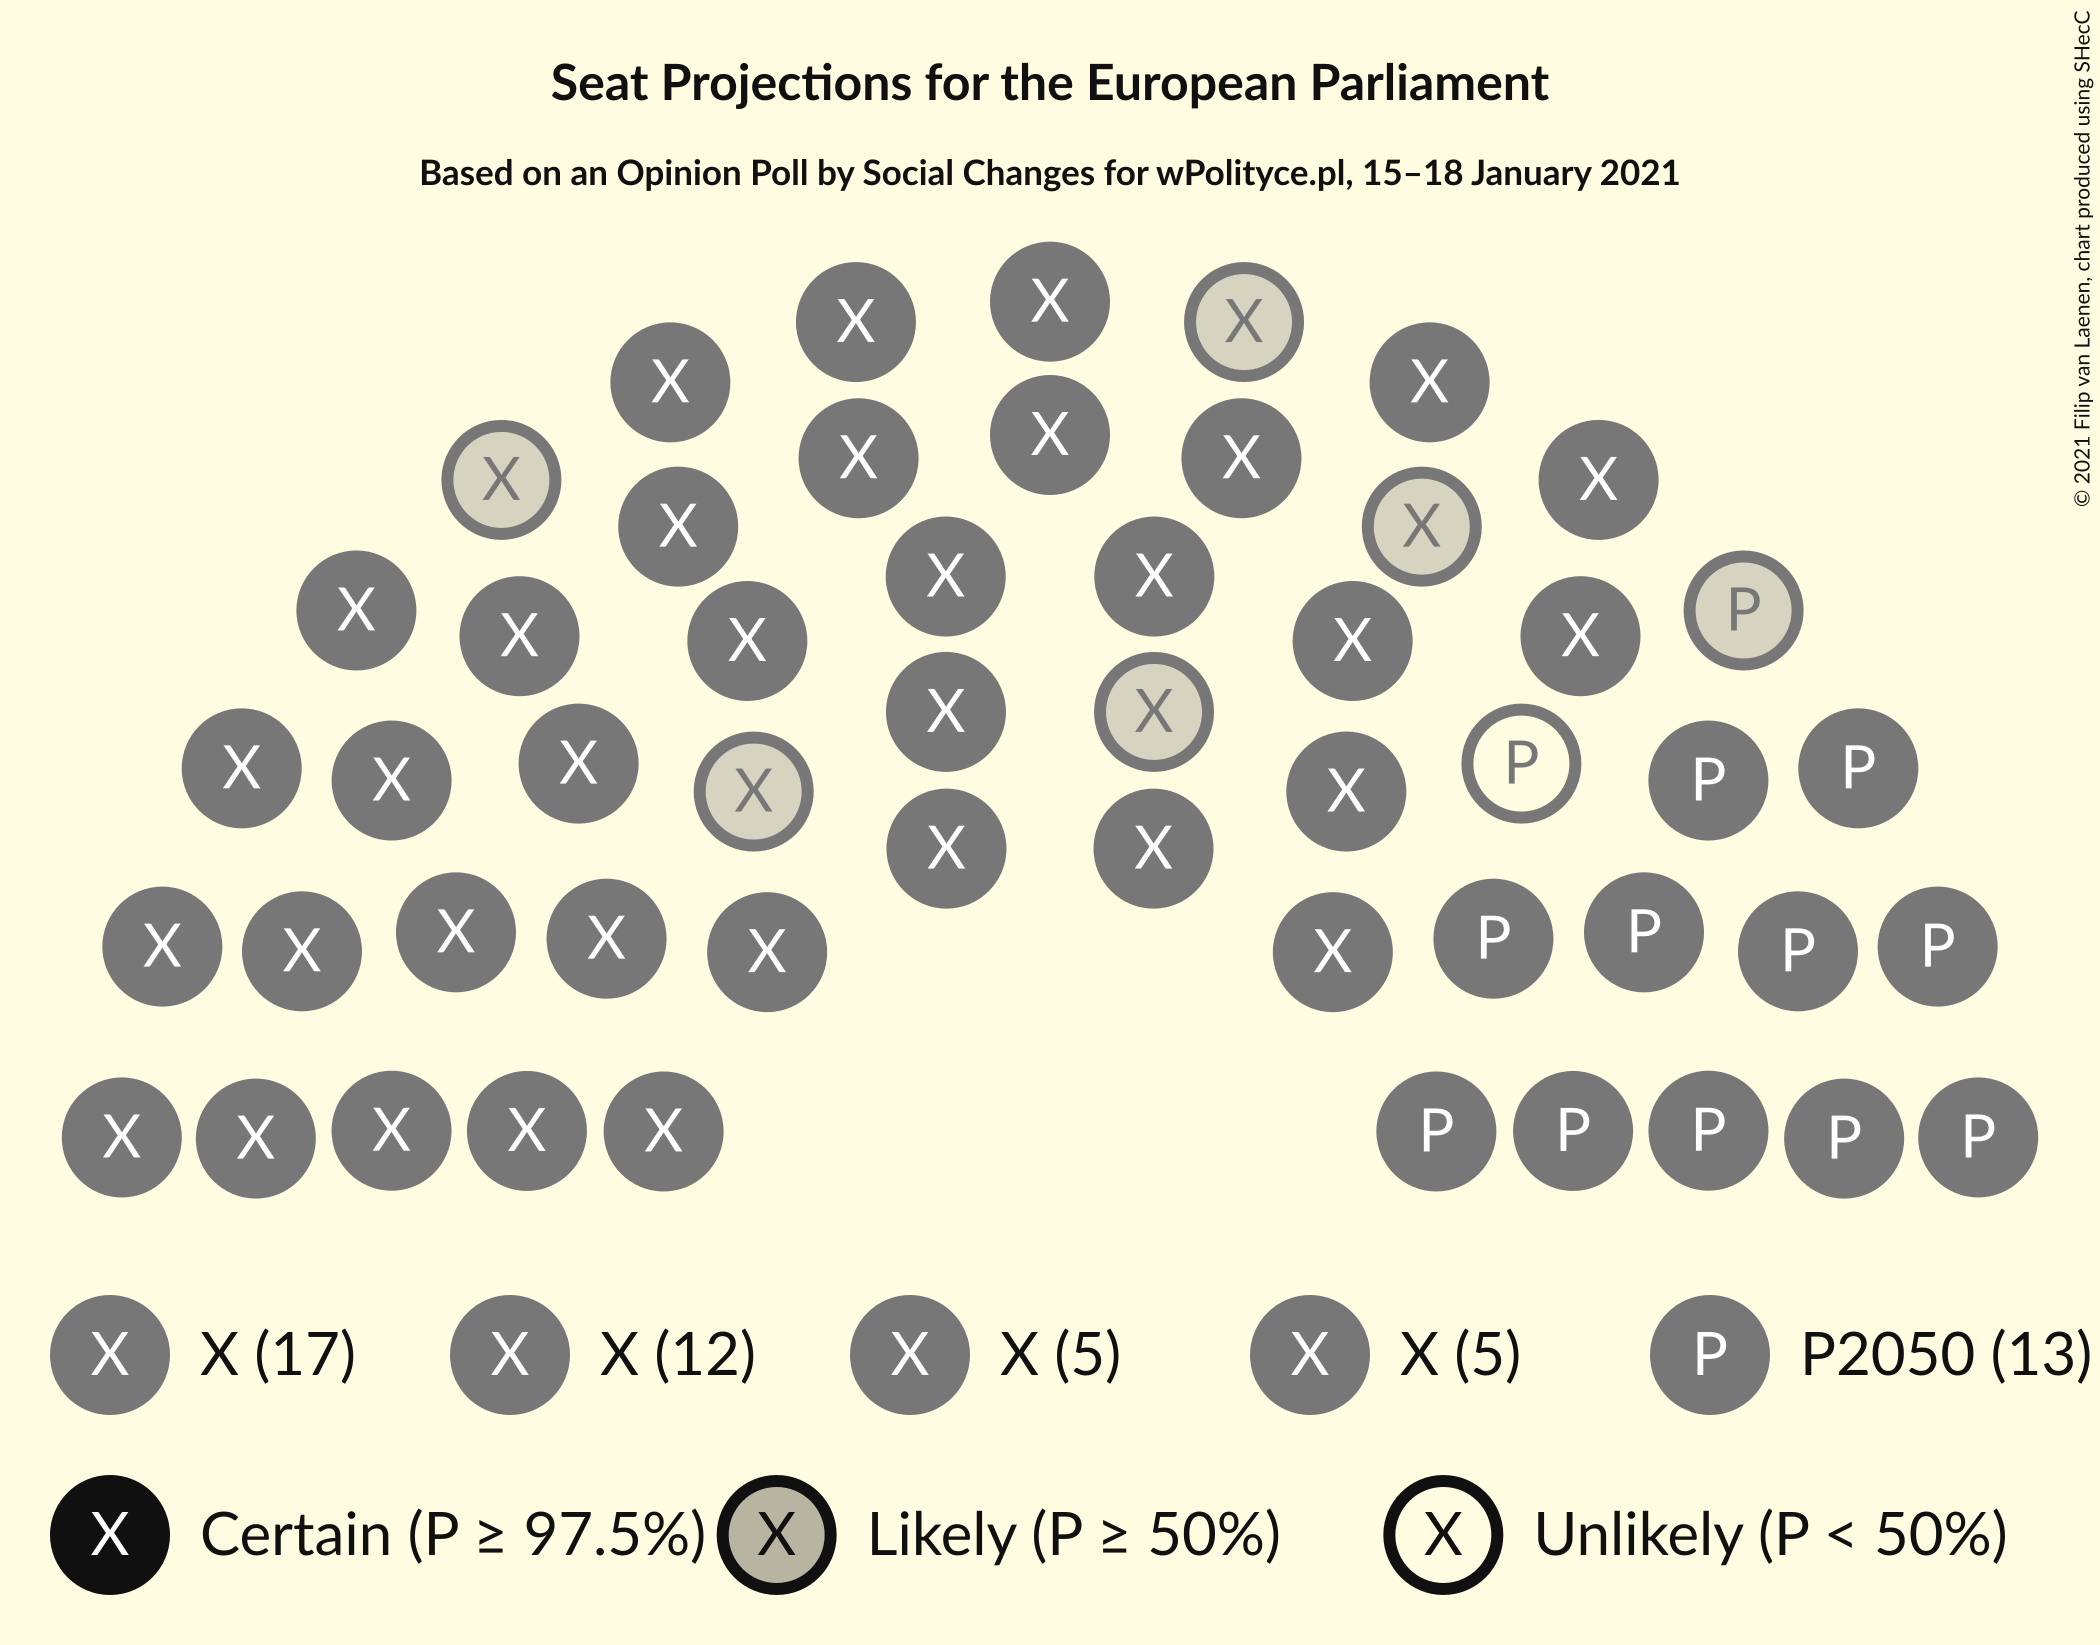 Seat Projections for the European Parliament
Based on an Opinion Poll by Social Changes for wPolityce.pl, 15–18 January 2021
© 2021 Filip van Laenen, chart produced using SHecC
X X X X X
X X X
X X X X X X
X X X X X
X X X X P
X X X X X P P P
X X
X X X X X X P P P P
X X X X X P P P P P
X X (17) X X (12) X X (5) X X (5) P P2050 (13)
X Certain (P ≥ 97.5%) X Likely (P ≥ 50%) X Unlikely (P < 50%)